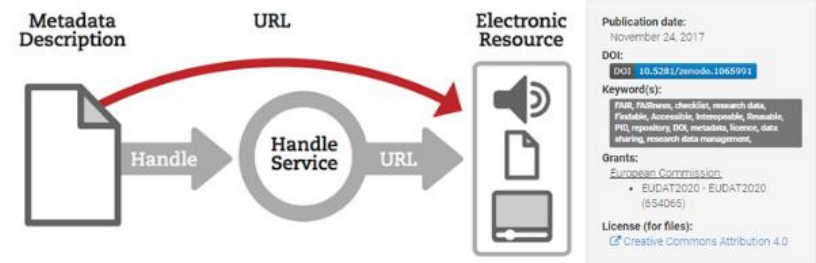 Metadata
Description
URL
Electronic
Resource
Handle
Handle
Service
URL
Publication date:
November 24, 2017
DOI:
DOI 10.5281/zenodo.1065991
Keyword(s):
FAIR, FAIRness, checklist, research data,
Findable, Accessible, Interopeable, Reusable,
PID, repository, DOI, metadata, licence, data
sharing, research data management,
Grants:
European Commission:
• EUDAT2020 - EUDAT2020
(654065)
License (for files):
Creative Commons Attribution 4.0